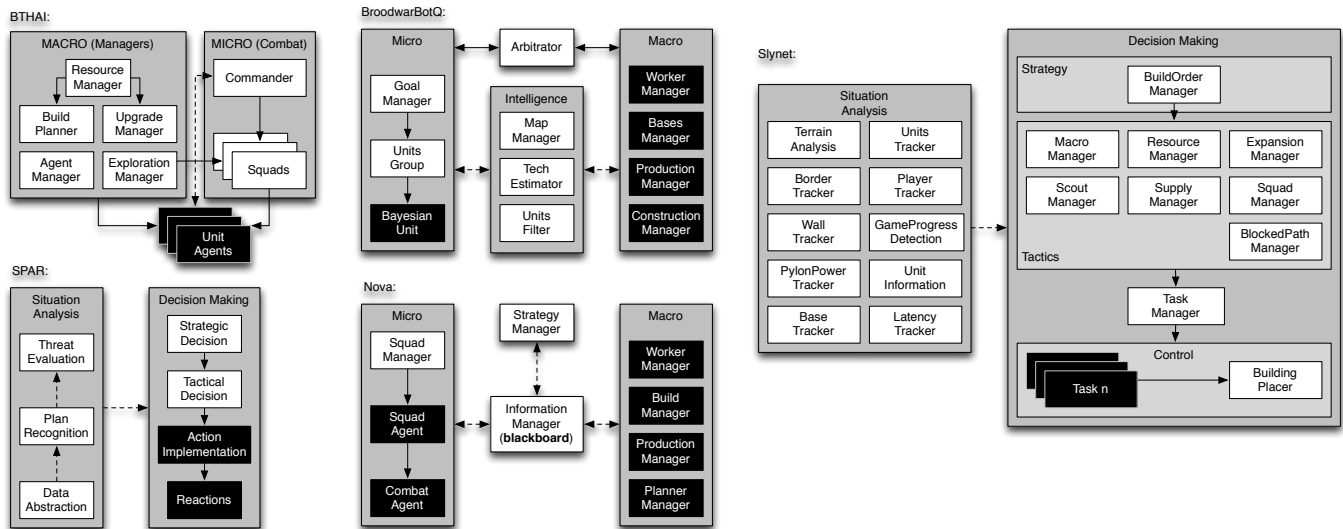 BTHAI:
MACRO (Managers)
Resource
Manager
Build
Planner
Upgrade
Manager
Agent
Manager
Exploration
Manager
MICRO (Combat)
Commander
Squads
Unit
Agents
SPAR:
Situation
Analysis
Threat
Evaluation
Plan
Recognition
Data
Abstraction
Decision Making
Strategic
Decision
Tactical
Decision
Action
Implementation
Reactions
BroodwarBotQ:
Micro
Goal
Manager
Units
Group
Bayesian
Unit
Arbitrator
Intelligence
Map
Manager
Tech
Estimator
Units
Filter
Macro
Worker
Manager
Bases
Manager
Production
Manager
Construction
Manager
Nova:
Micro
Squad
Manager
Squad
Agent
Combat
Agent
Strategy
Manager
Information
Manager
(blackboard)
Macro
Worker
Manager
Build
Manager
Production
Manager
Planner
Manager
Slynet:
Situation
Analysis
Terrain
Analysis
Units
Tracker
Border
Tracker
Player
Tracker
Wall
Tracker
GameProgress
Detection
PylonPower
Tracker
Unit
Information
Base
Tracker
Latency
Tracker
Decision Making
Strategy
BuildOrder
Manager
Macro
Manager
Resource
Manager
Expansion
Manager
Scout
Manager
Supply
Manager
Squad
Manager
BlockedPath
Manager
Tactics
Task
Manager
Control
Task n
Building
Placer